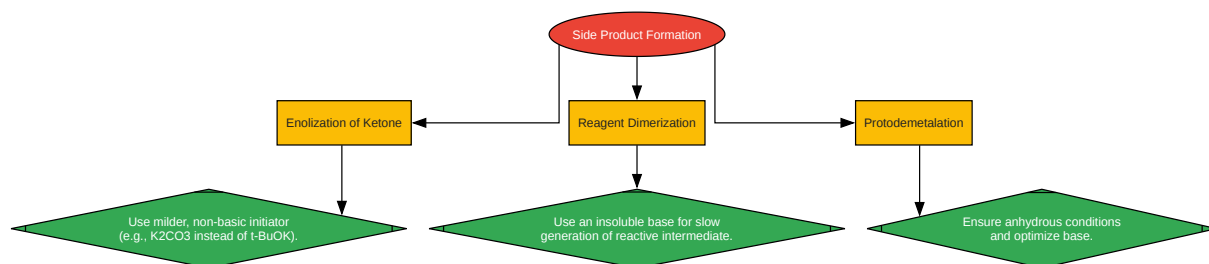 Side Product Formation
Enolization of Ketone
Reagent Dimerization
Protodemetalation
Use milder, non-basic initiator
(e.g., K2CO3 instead of t-BuOK).
Use an insoluble base for slow
generation of reactive intermediate.
Ensure anhydrous conditions
and optimize base.